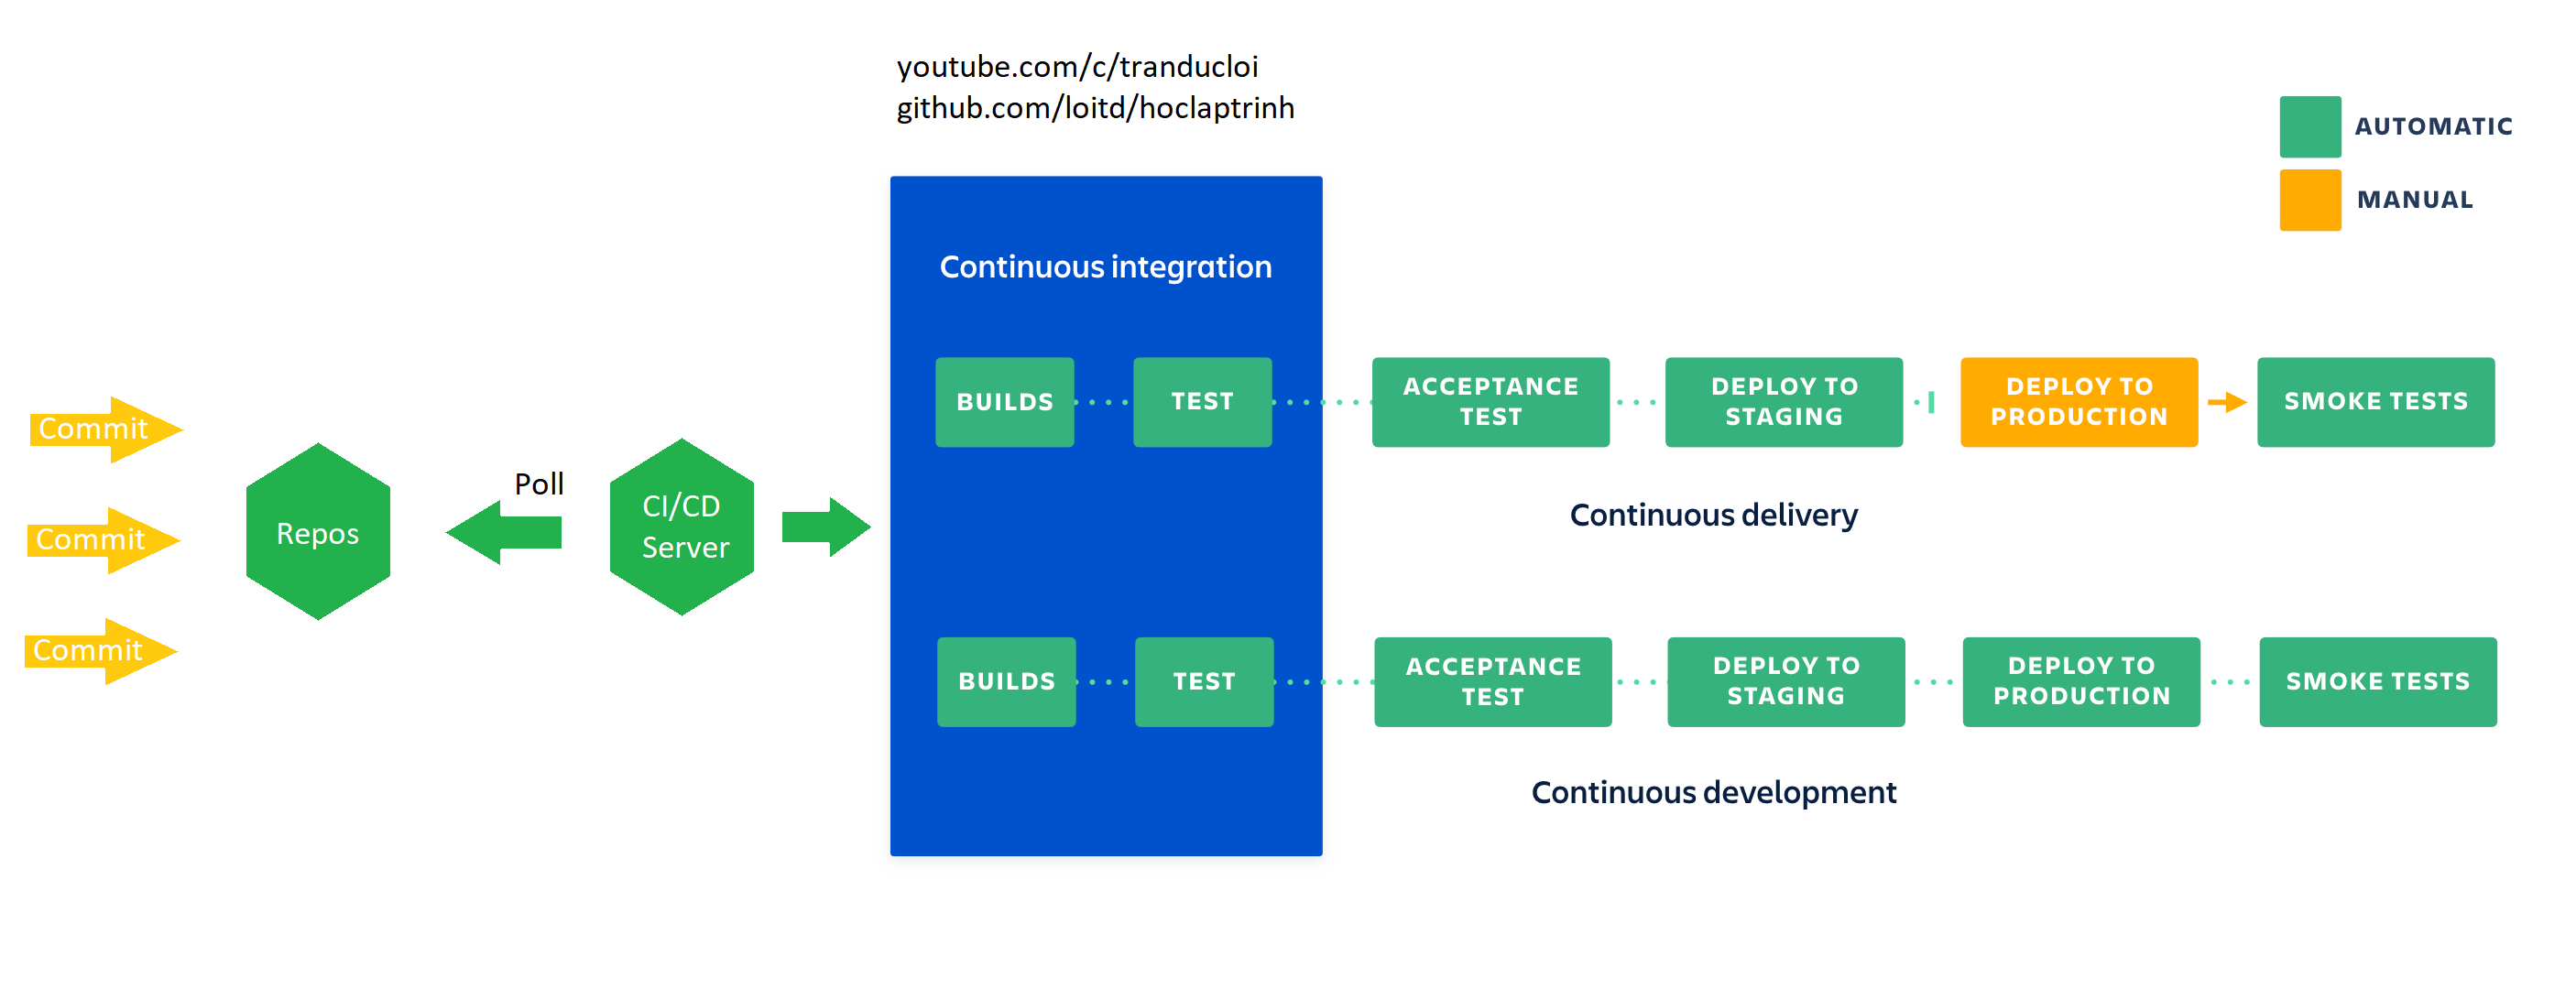 youtube.com/c/tranducloi
github.com/loitd/hoclaptrinh
AUTOMATIC
MANUAL
Continuous integration
BUILDS
TEST
ACCEPTANCE
TEST
DEPLOY TO
STAGING
DEPLOY TO
PRODUCTION
SMOKE TESTS
Commit
Commit
Commit
Repos
Poll
CI/CD
Server
Continuous delivery
BUILDS
TEST
ACCEPTANCE
TEST
DEPLOY TO
STAGING
DEPLOY TO
PRODUCTION
SMOKE TESTS
Continuous development